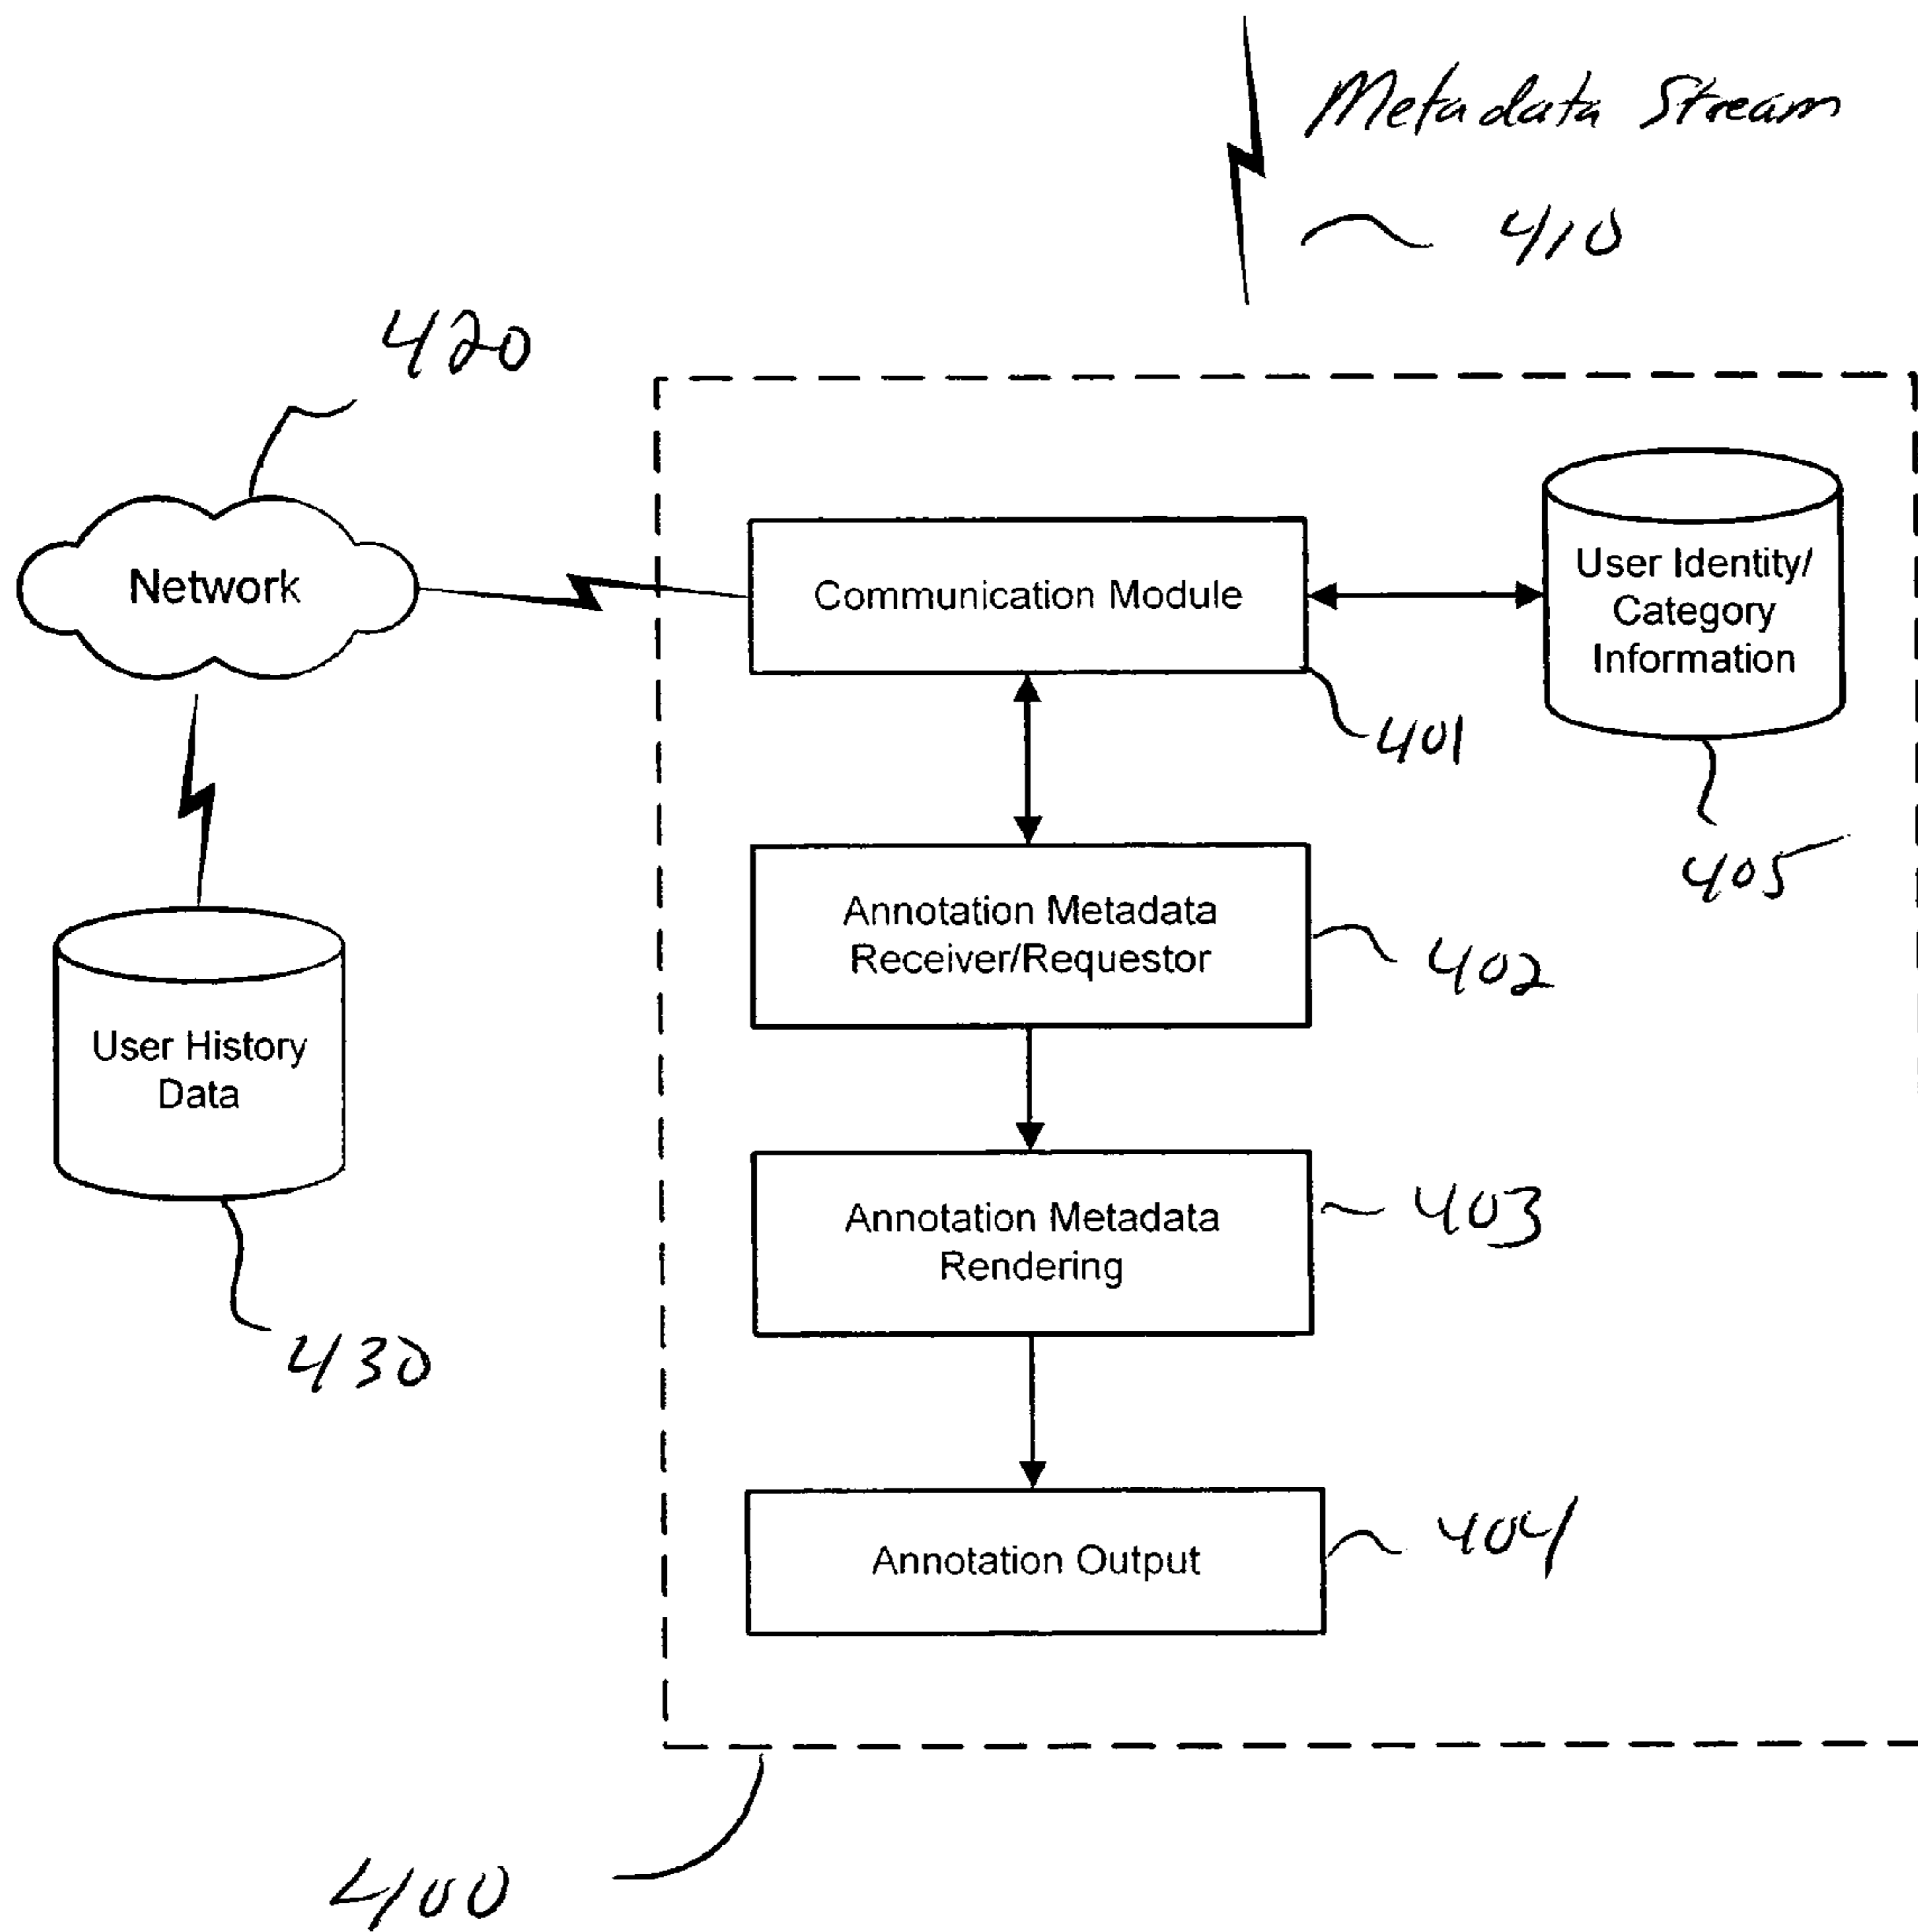 Metadata Stream
410
420
Network
Communication Module
User Identity/
Category
Information
401
405
Annotation Metadata
Receiver/Requestor
402
User History
Data
430
Annotation Metadata
Rendering
403
Annotation Output
404
400